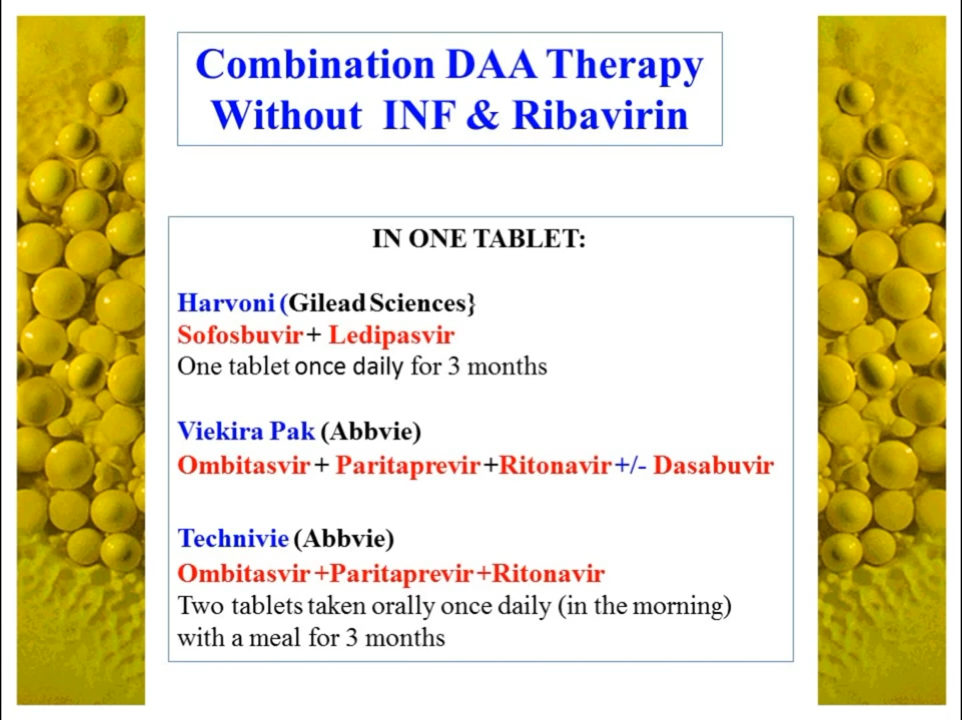 Combination DAA Therapy
Without INF & Ribavirin
IN ONE TABLET:
Harvoni (Gilead Sciences}
Sofosbuvir + Ledipasvir
One tablet once daily for 3 months
Viekira Pak (Abbvie)
Ombitasvir + Paritaprevir +Ritonavir +/- Dasabuvir
Technivie (Abbvie)
Ombitasvir +Paritaprevir +Ritonavir
Two tablets taken orally once daily (in the morning)
with a meal for 3 months